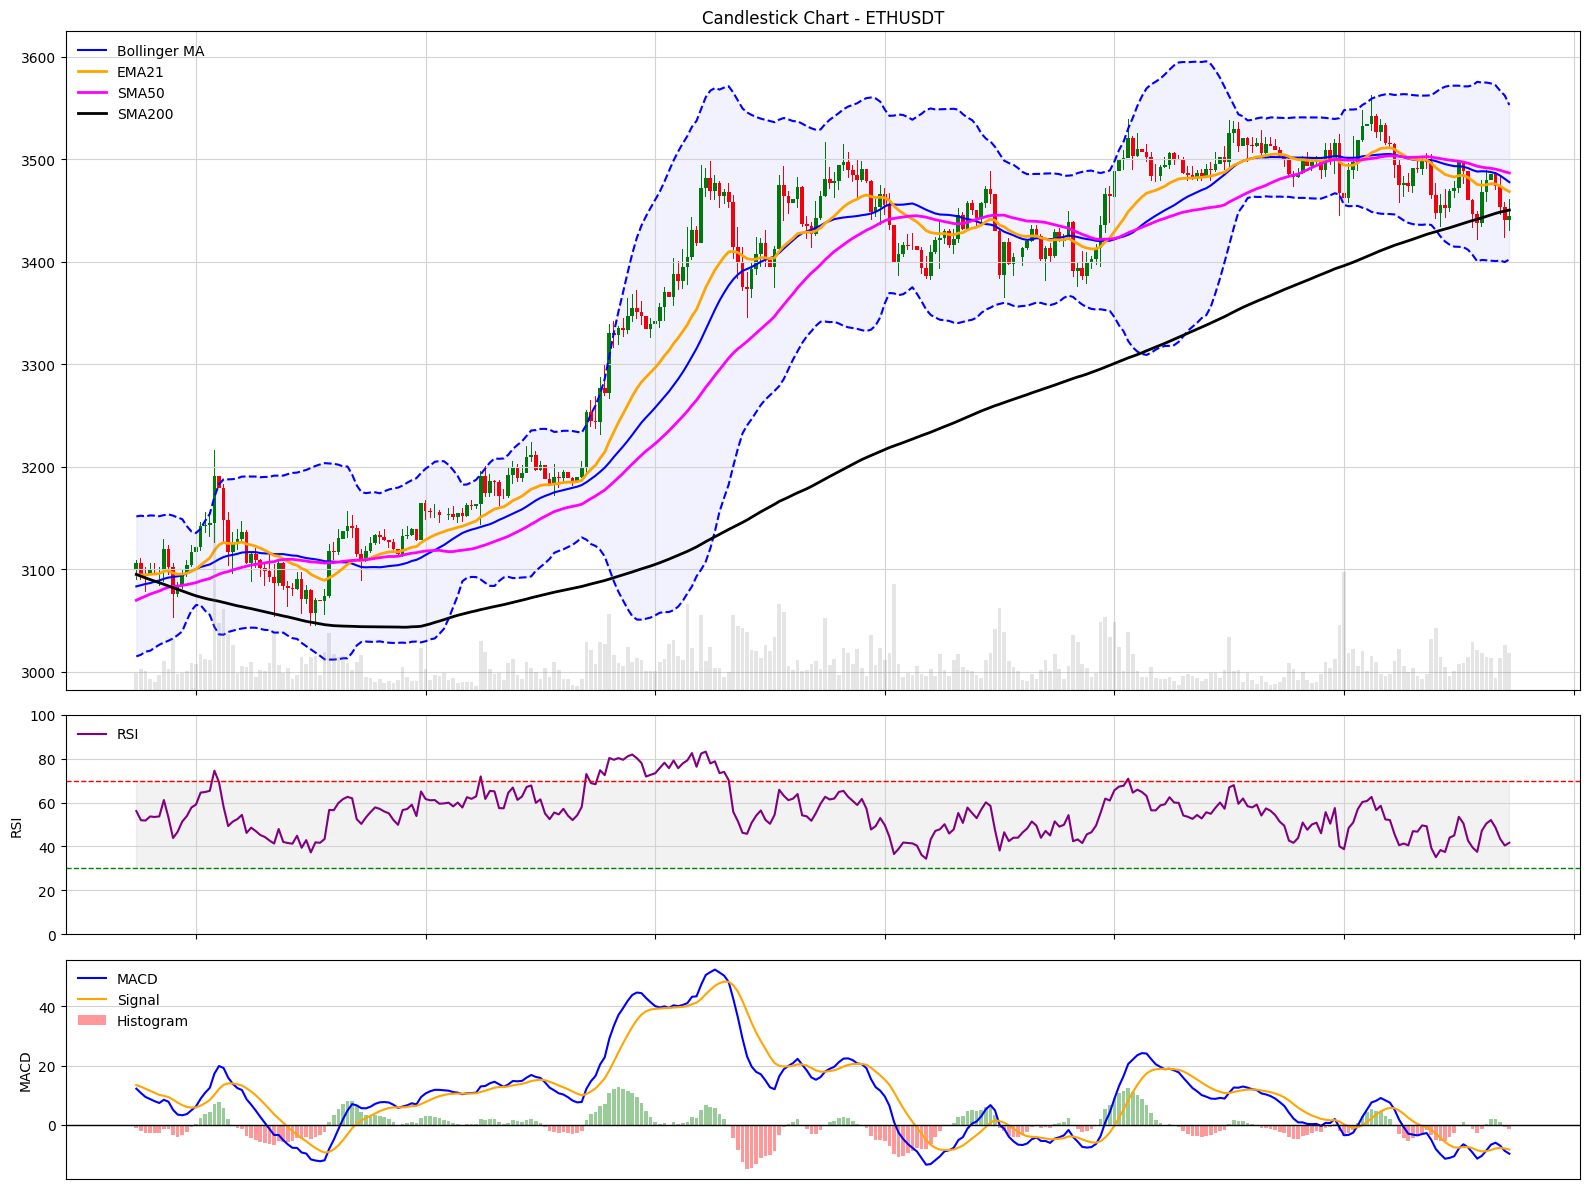 Candlestick Chart - ETHUSDT
Bollinger MA
EMA21
SMA50
SMA200
3600
3500
3400
3300
3200
3100
3000
RSI
100
80
60
40
20
0
RSI
MACD
Signal
Histogram
40
20
0
MACD